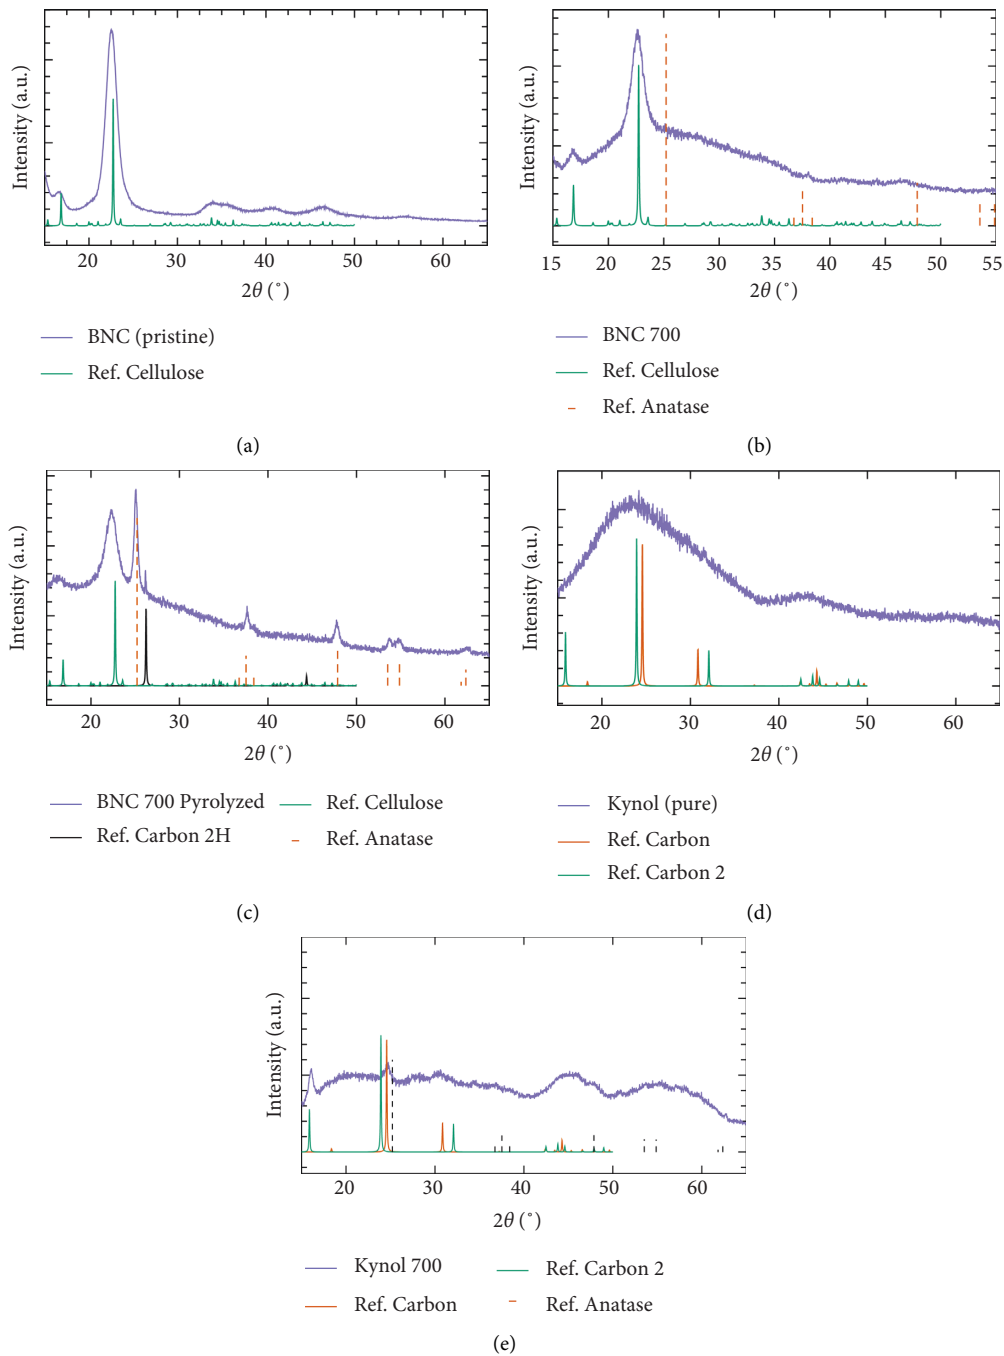 Intensity (a.u.)
20 30 40 50 60
2θ (°)
BNC (pristine)
Ref. Cellulose
(a)
Intensity (a.u.)
15 20 25 30 35 40 45 50 55
2θ (°)
BNC 700
Ref. Cellulose
Ref. Anatase
(b)
Intensity (a.u.)
20 30 40 50 60
2θ (°)
BNC 700 Pyrolyzed
Ref. Cellulose
Ref. Carbon 2H
Ref. Anatase
(c)
Intensity (a.u.)
20 30 40 50 60
2θ (°)
Kynol (pure)
Ref. Carbon
Ref. Carbon 2
(d)
Intensity (a.u.)
20 30 40 50 60
2θ (°)
Kynol 700
Ref. Carbon 2
Ref. Carbon
Ref. Anatase
(e)